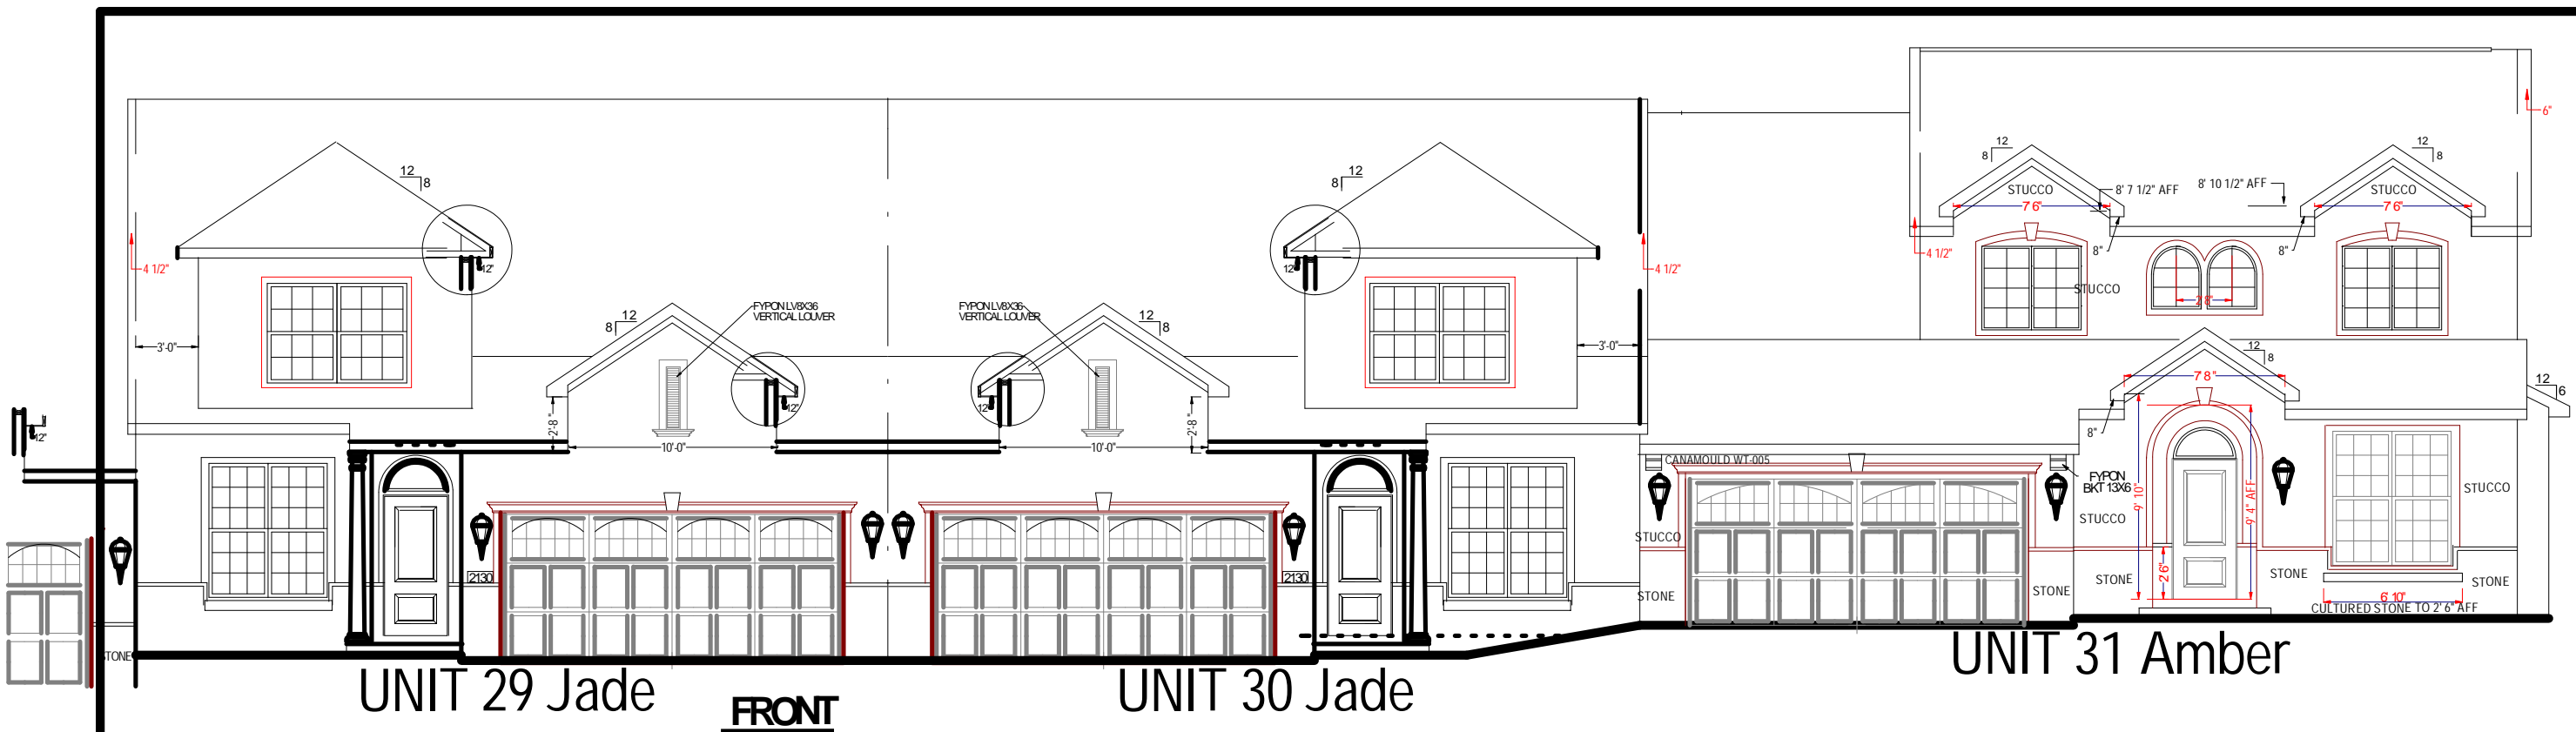 12
8
12
8
12
8
12
8
6"
STUCCO
8' 7 1/2" AFF
8' 10 1/2" AFF
STUCCO
7'6"
7'6"
4 1/2"
12"
12"
4 1/2"
4 1/2"
8"
8"
STUCCO
2'8"
FYPON LV8X36
VERTICAL LOUVER
FYPON LV8X36
VERTICAL LOUVER
12
8
12
8
3'-0"
3'-0"
12
8
7'8"
12
6
12"
12"
2'-8"
2'-8"
12"
8"
10'-0"
10'-0"
CANAMOULD WT-005
FYPON
BKT 13X6
9' 10"
9' 4" AFF
STUCCO
STUCCO
STUCCO
2130
2130
2'6"
STONE
STONE
STONE
STONE
STONE
6' 10"
CULTURED STONE TO 2' 6" AFF
STONE
UNIT 29 Jade
UNIT 30 Jade
UNIT 31 Amber
FRONT